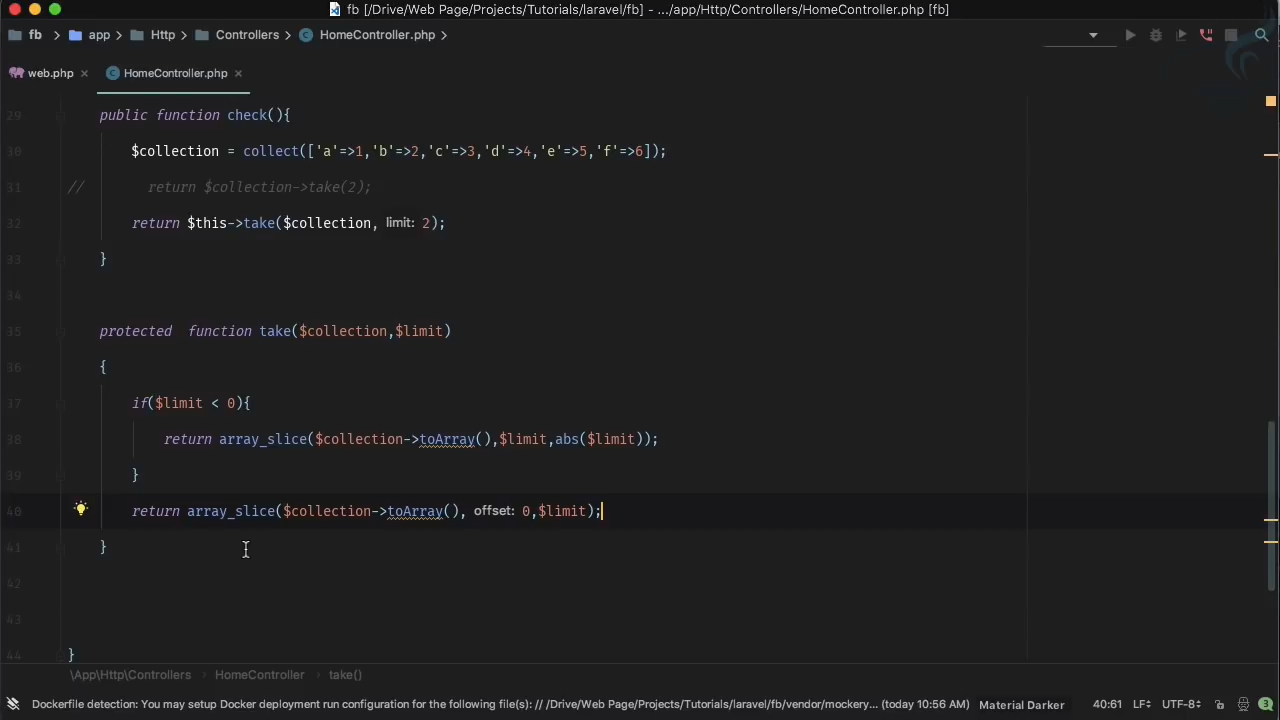 fb [/Drive/Web Page/Projects/Tutorials/laravel/fb] - .../app/Http/Controllers/HomeController.php [fb]
fb > app > Http > Controllers > HomeController.php >
web.php × HomeController.php ×
29 public function check(){
30 $collection = collect(['a'=>1,'b'=>2,'c'=>3,'d'=>4,'e'=>5,'f'=>6]);
31 // return $collection->take(2);
32 return $this->take($collection, limit: 2);
33 }
34
35 protected  function take($collection,$limit)
36 {
37 if($limit < 0){
38 return array_slice($collection->toArray(),$limit,abs($limit));
39 }
40 return array_slice($collection->toArray(), offset: 0,$limit);
41 }
42
43
44 }
\App\Http\Controllers > HomeController > take()
Dockerfile detection: You may setup Docker deployment run configuration for the following file(s): // /Drive/Web Page/Projects/Tutorials/laravel/fb/vendor/mockery... (today 10:56 AM) Material Darker 40:61 LF UTF-8 3